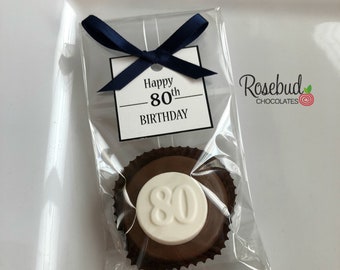 Happy
80th
BIRTHDAY
Rosebud
CHOCOLATES
80